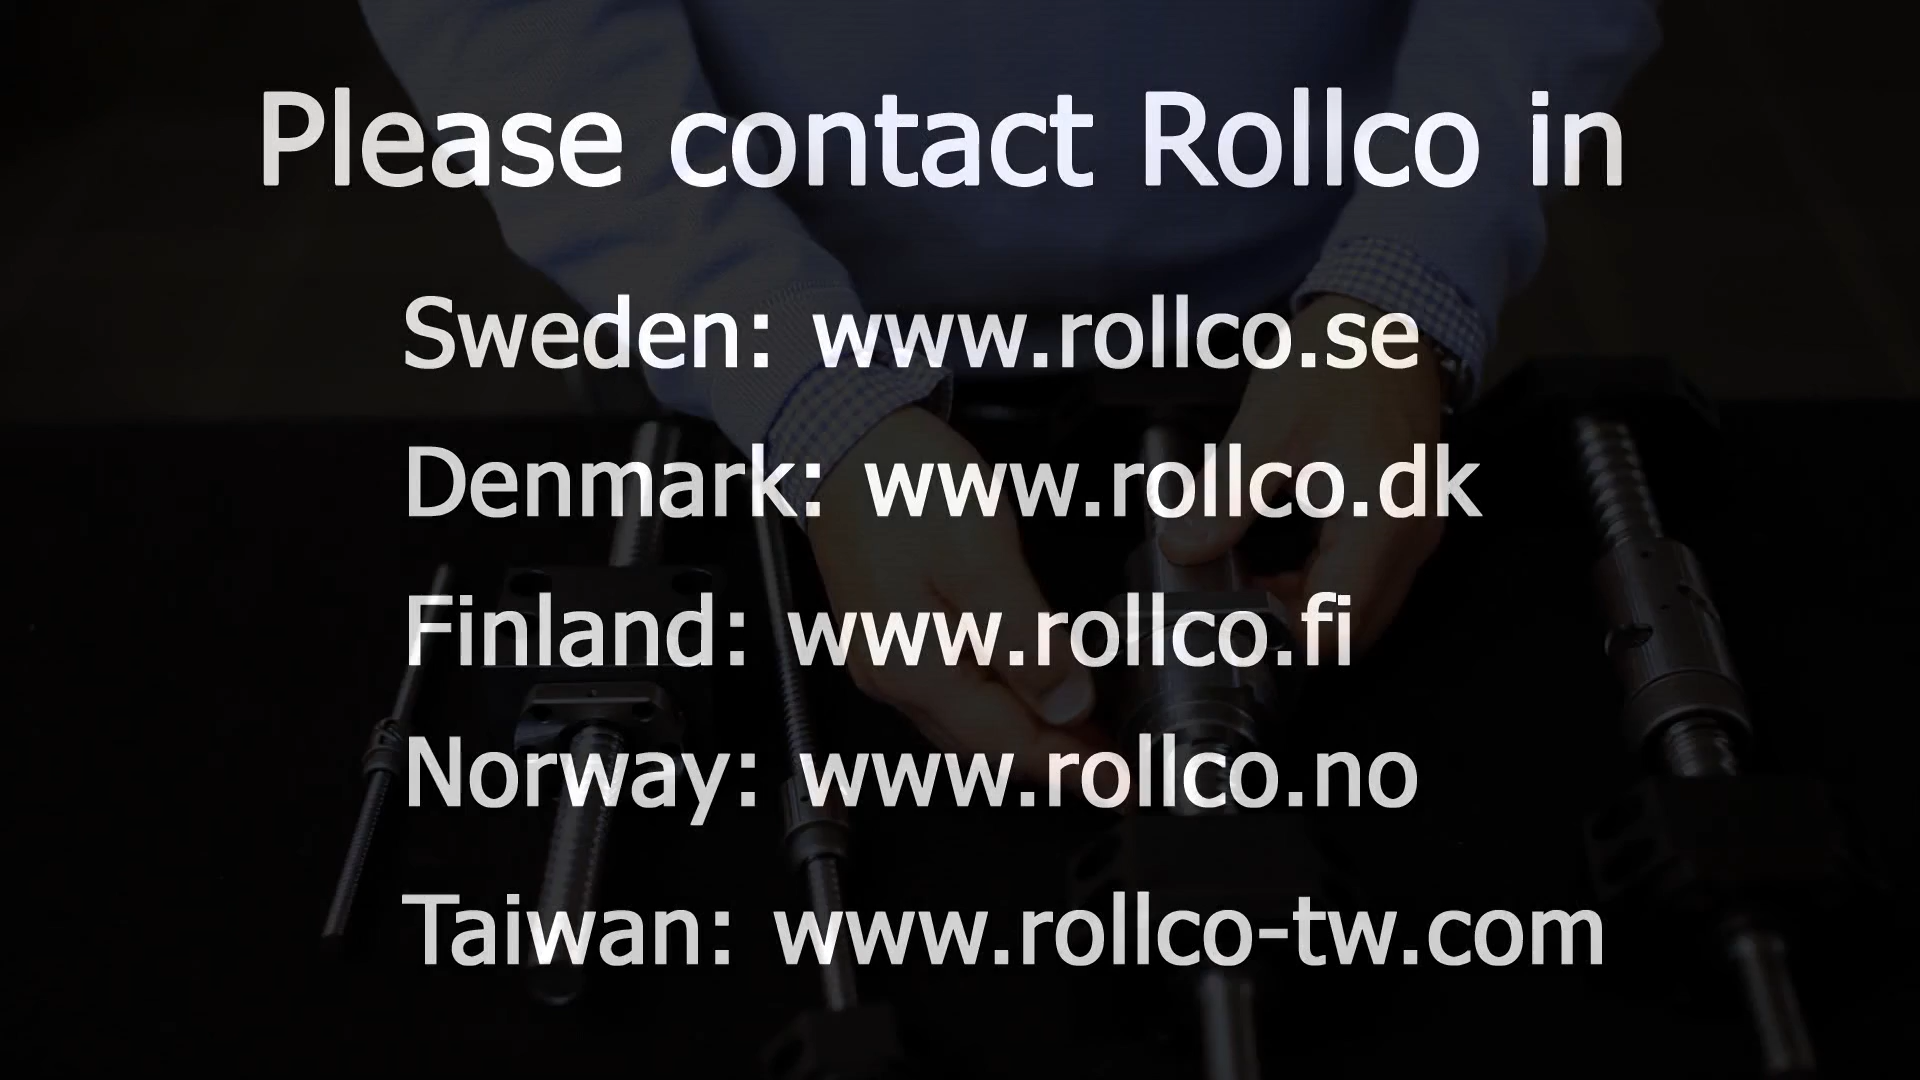 Please contact Rollco in
Sweden: www.rollco.se
Denmark: www.rollco.dk
Finland: www.rollco.fi
Norway: www.rollco.no
Taiwan: www.rollco-tw.com